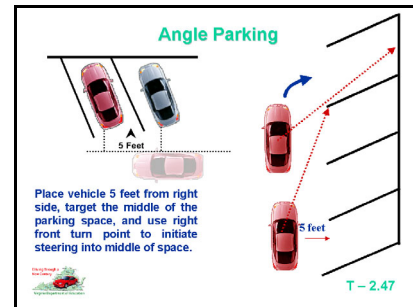 Angle Parking
5 Feet
Place vehicle 5 feet from right
side, target the middle of the
parking space, and use right
front turn point to initiate
steering into middle of space.
5 feet
T – 2.47